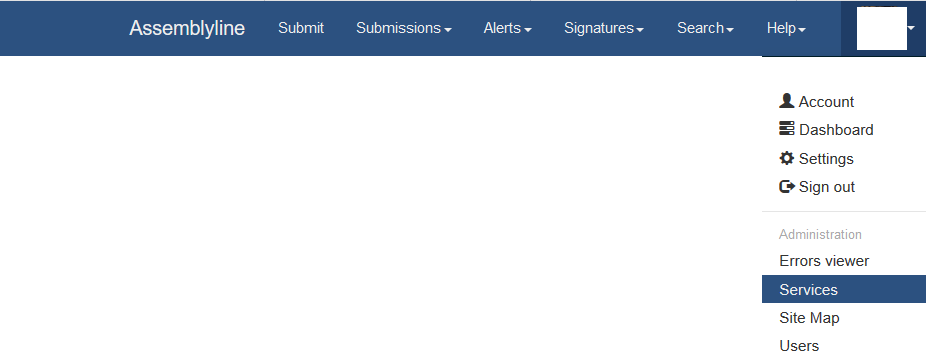 Assemblyline Submit Submissions Alerts Signatures Search Help
Account
Dashboard
Settings
Sign out
Administration
Errors viewer
Services
Site Map
Users